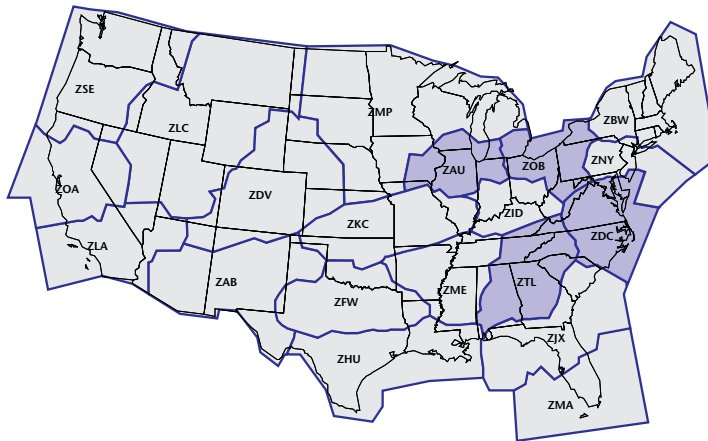 ZSE
ZLC
ZMP
ZBW
ZAU
ZOB
ZNY
ZOA
ZDV
ZKC
ZID
ZDC
ZLA
ZAB
ZFW
ZME
ZTL
ZHU
ZJX
ZMA